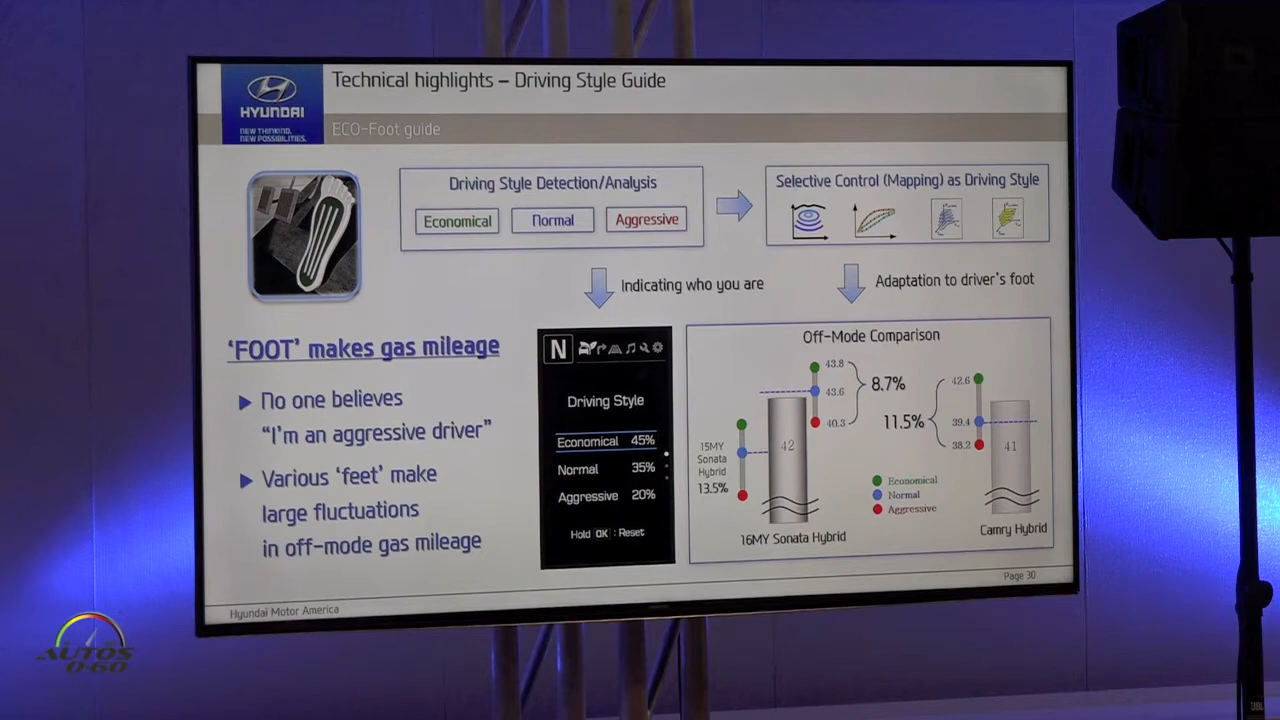 Technical highlights – Driving Style Guide
HYUNDAI
NEW THINKING.
NEW POSSIBILITIES.
ECO-Foot guide
Driving Style Detection/Analysis
Economical
Normal
Aggressive
Selective Control (Mapping) as Driving Style
Indicating who you are
Adaptation to driver's foot
'FOOT' makes gas mileage
▶ No one believes
"I'm an aggressive driver"
▶ Various 'feet' make
large fluctuations
in off-mode gas mileage
N
Driving Style
Economical 45%
Normal 35%
Aggressive 20%
Hold OK : Reset
Off-Mode Comparison
43.8
43.6
40.3
8.7%
42
15MY
Sonata
Hybrid
13.5%
16MY Sonata Hybrid
42.6
39.4
38.2
11.5%
41
Economical
Normal
Aggressive
Camry Hybrid
Page 30
Hyundai Motor America
AUTOS
0-60
JBL